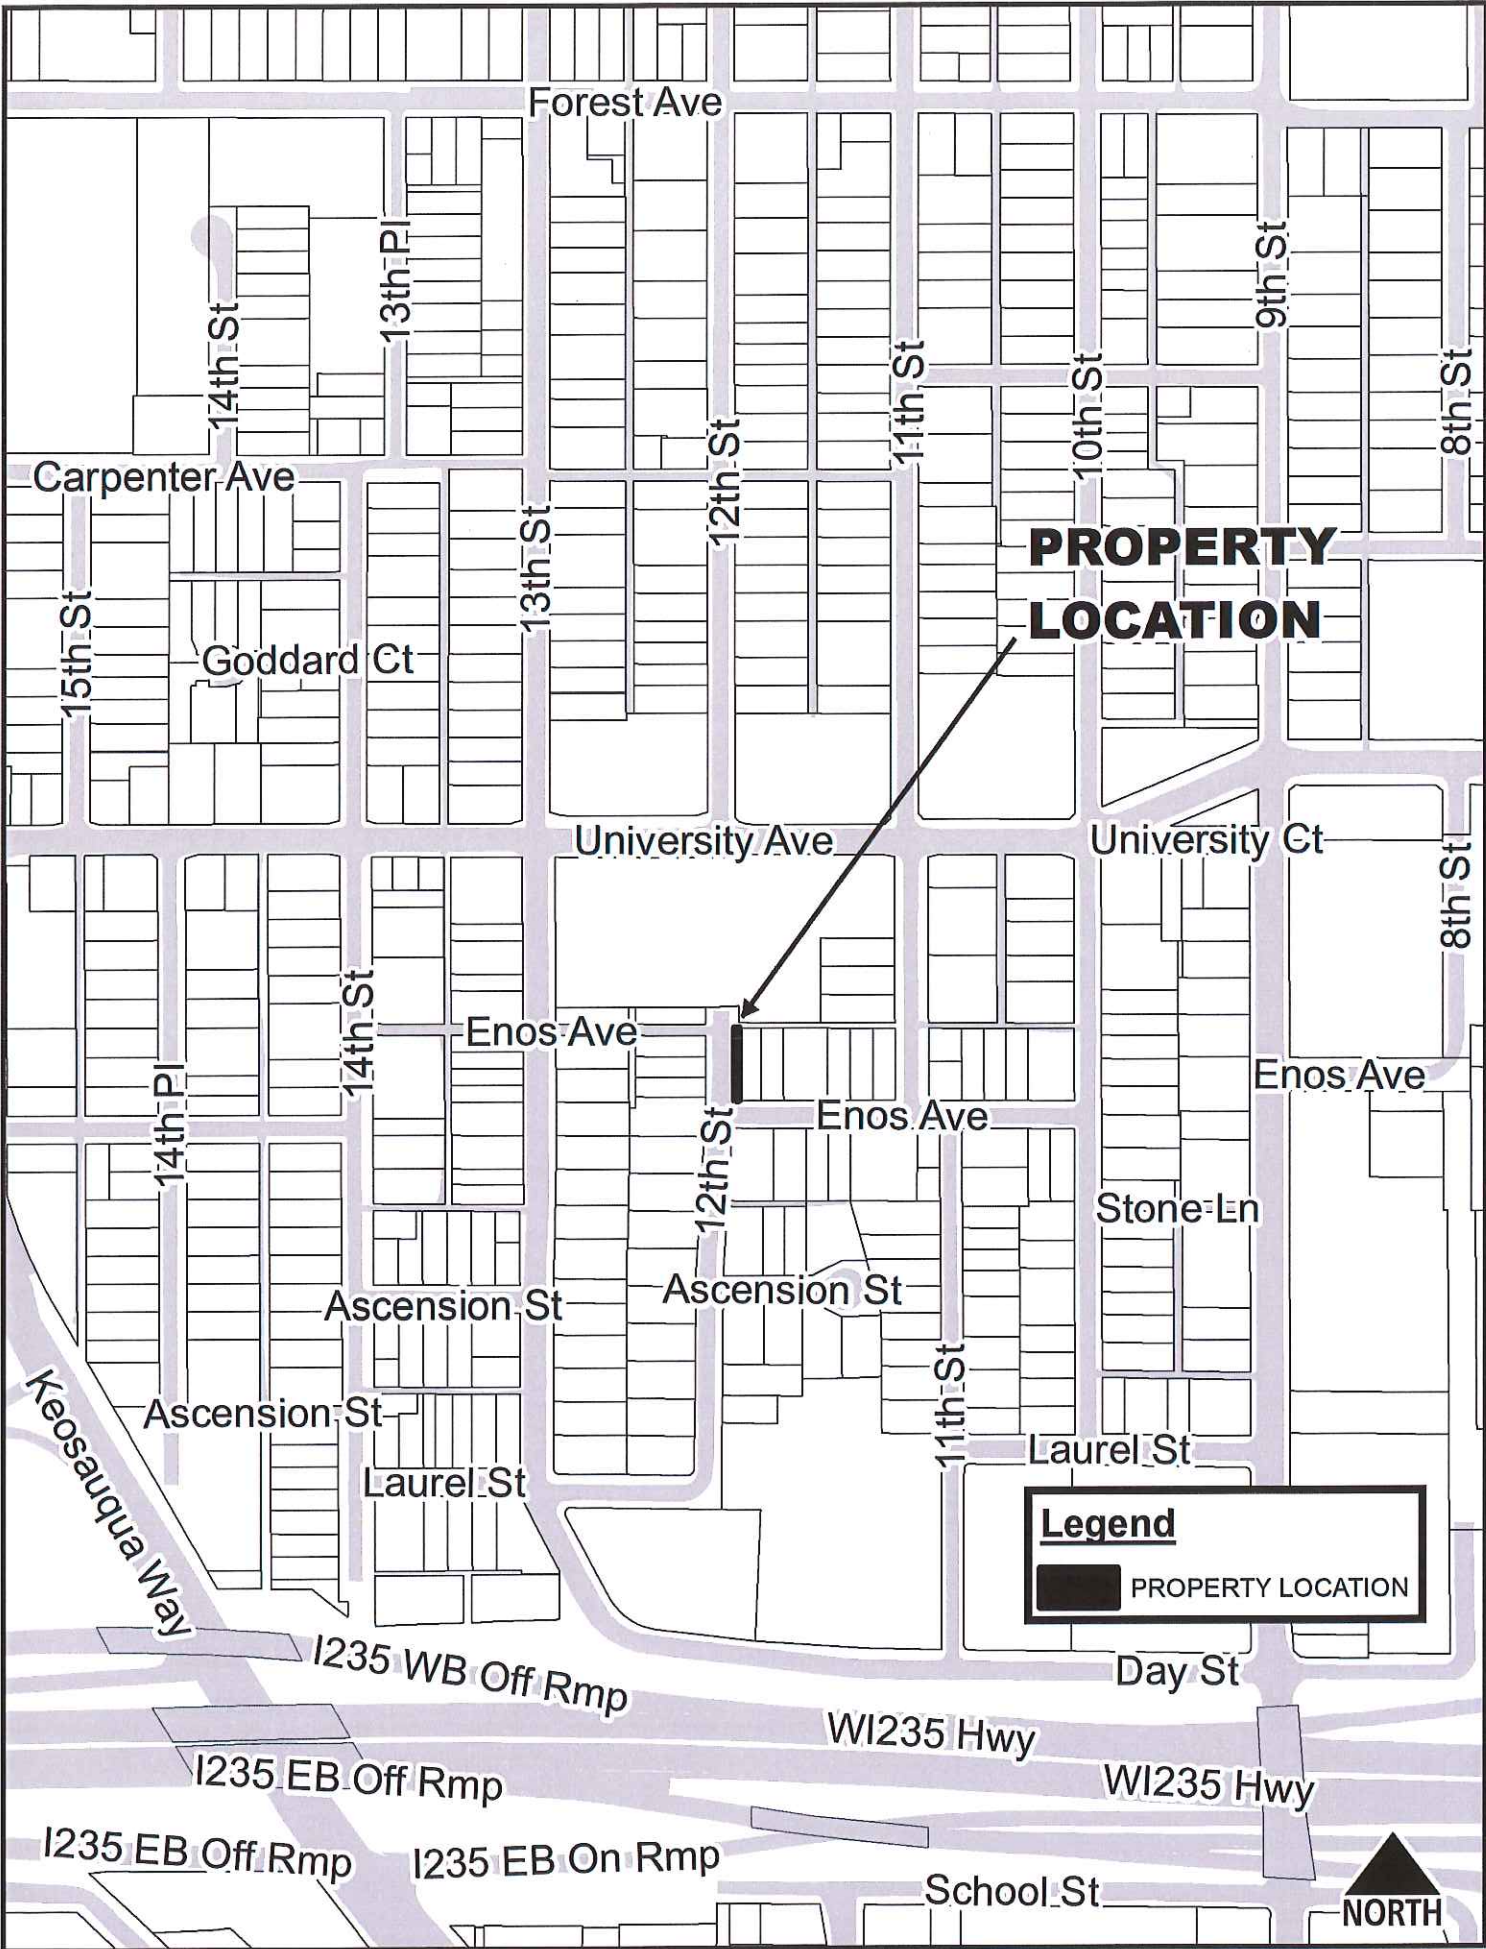 Forest Ave
13th Pl
9th St
14th St
11th St
10th St
8th St
12th St
Carpenter Ave
13th St
PROPERTY
LOCATION
15th St
Goddard Ct
University Ave
University Ct
8th St
14th St
Enos Ave
14th Pl
Enos Ave
Enos Ave
12th St
Stone Ln
Ascension St
Ascension St
11th St
Keosauqua Way
Ascension St
Laurel St
Laurel St
Legend
PROPERTY LOCATION
I235 WB Off Rmp
Day St
WI235 Hwy
I235 EB Off Rmp
WI235 Hwy
I235 EB Off Rmp
I235 EB On Rmp
School St
NORTH